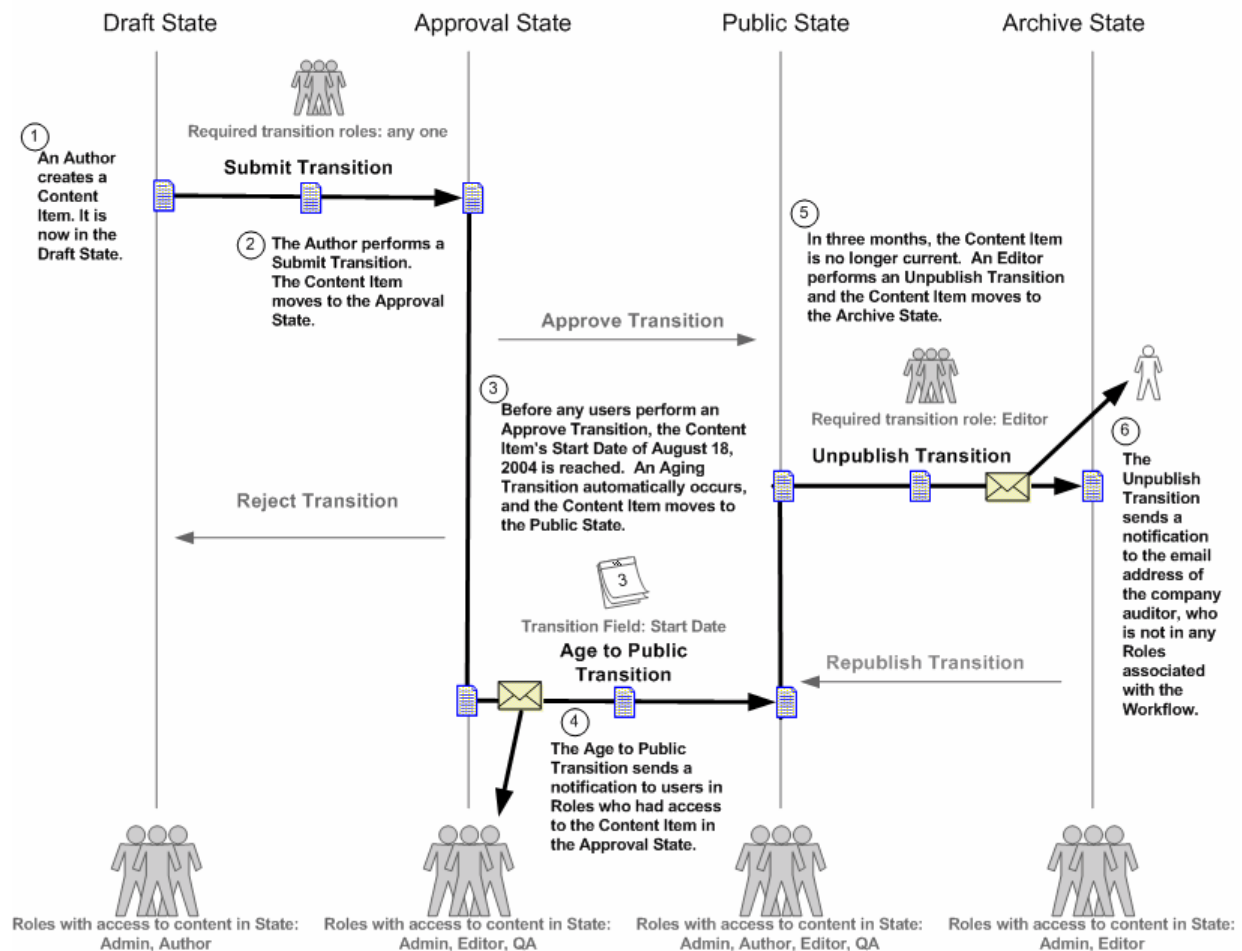 Draft State
Approval State
Public State
Archive State
Required transition roles: any one
1
An Author
creates a
Content
Item. It is
now in the
Draft State.
Submit Transition
2
The Author performs a
Submit Transition.
The Content Item
moves to the Approval
State.
5
In three months, the Content Item
is no longer current.  An Editor
performs an Unpublish Transition
and the Content Item moves to
the Archive State.
Approve Transition
3
Before any users perform an
Approve Transition, the Content
Item's Start Date of August 18,
2004 is reached.  An Aging
Transition automatically occurs,
and the Content Item moves to
the Public State.
Required transition role: Editor
Unpublish Transition
6
The
Unpublish
Transition
sends a
notification
to the email
address of
the company
auditor, who
is not in any
Roles
associated
with the
Workflow.
Reject Transition
3
Transition Field: Start Date
Age to Public
Transition
Republish Transition
4
The Age to Public
Transition sends a
notification to users in
Roles who had access
to the Content Item in
the Approval State.
Roles with access to content in State:
Admin, Author
Roles with access to content in State:
Admin, Editor, QA
Roles with access to content in State:
Admin, Author, Editor, QA
Roles with access to content in State:
Admin, Editor